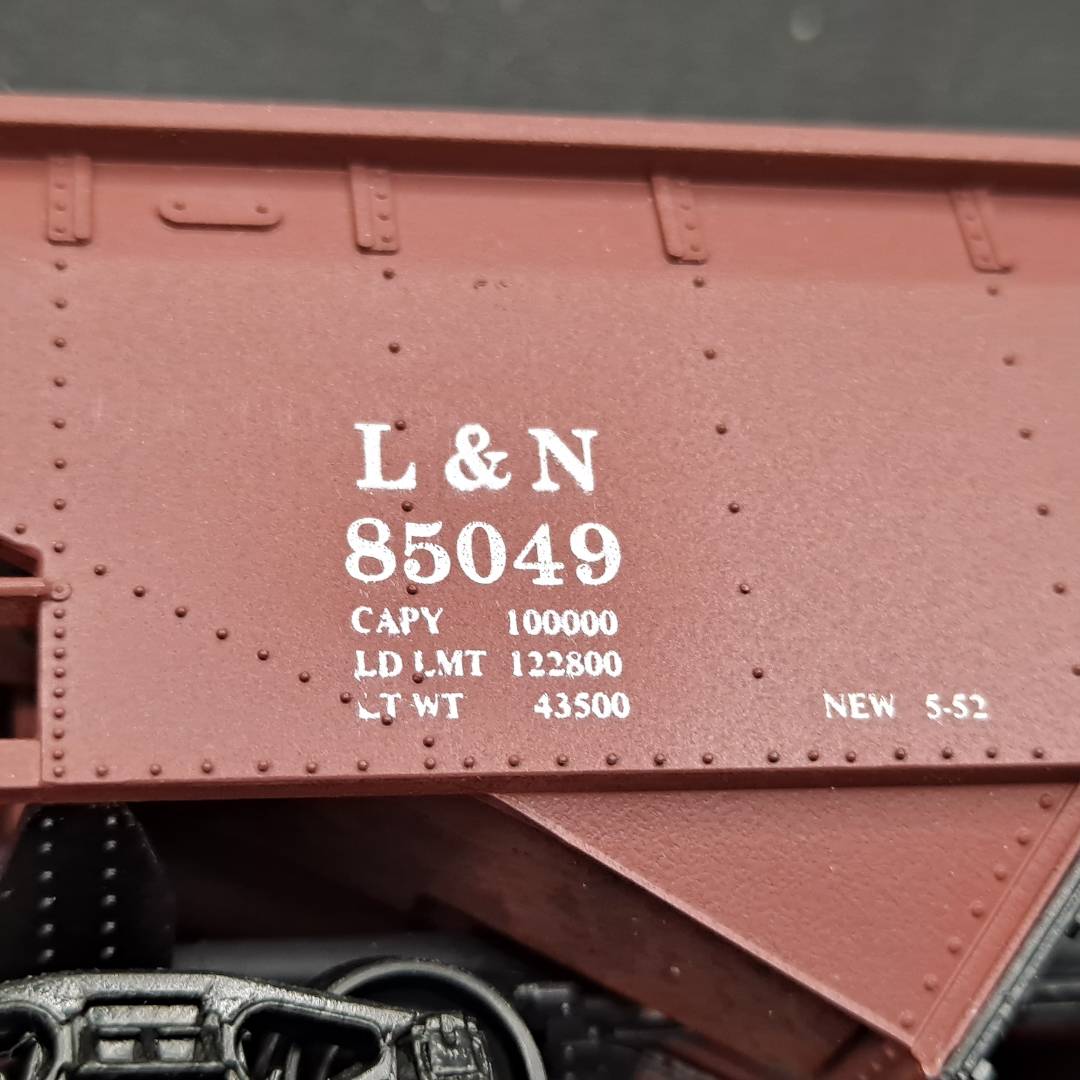 L & N
85049
CAPY 100000
LD LMT 122800
LT WT 43500
NEW 5-52